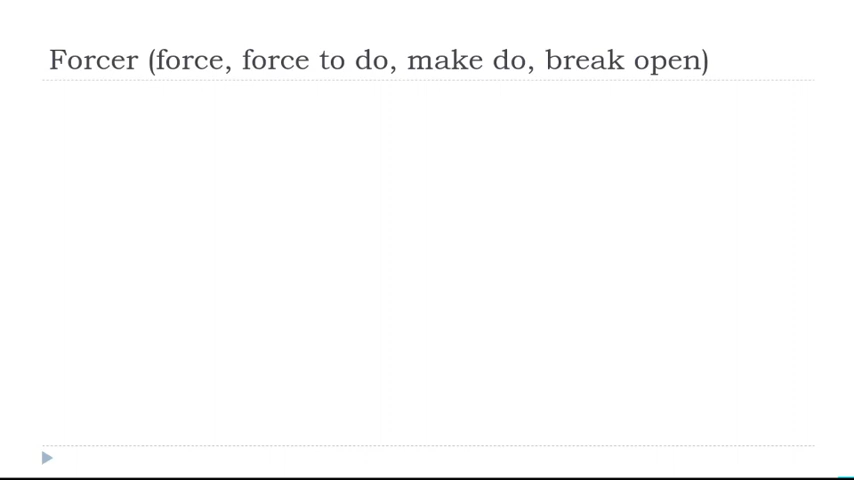 Forcer (force, force to do, make do, break open)